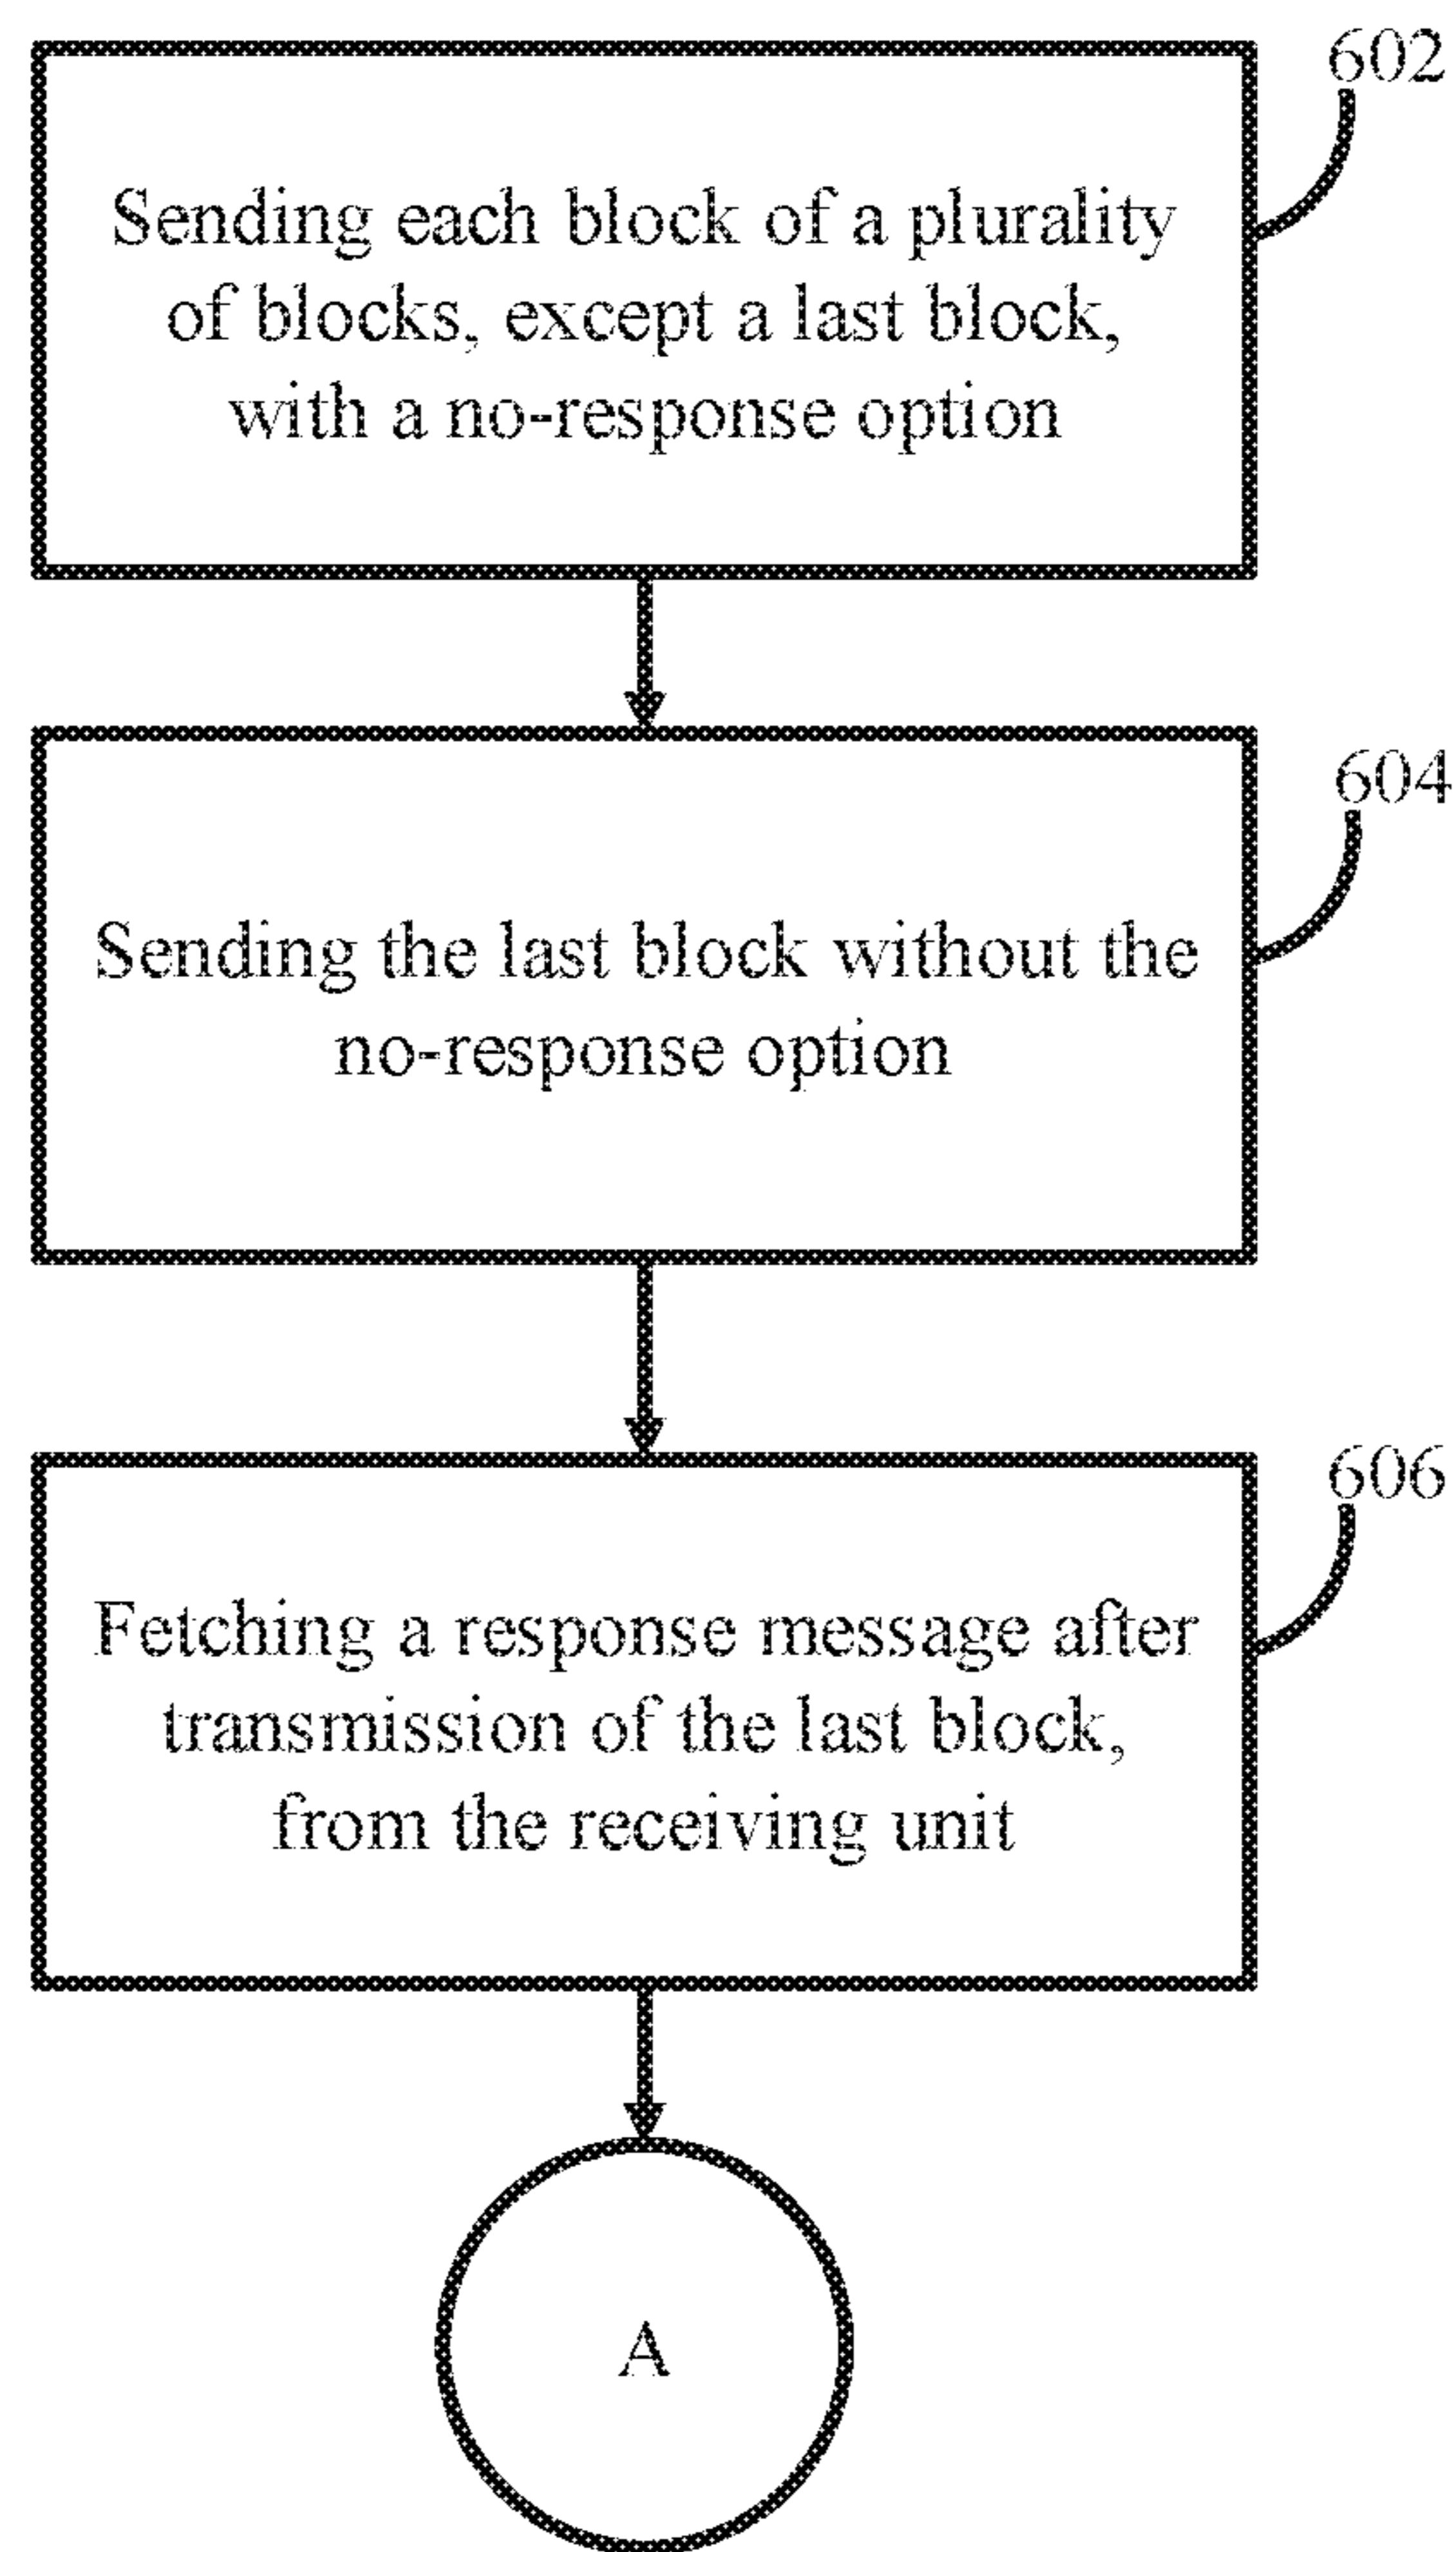 602
Sending each block of a plurality
of blocks, except a last block,
with a no-response option
604
Sending the last block without the
no-response option
606
Fetching a response message after
transmission of the last block,
from the receiving unit
A